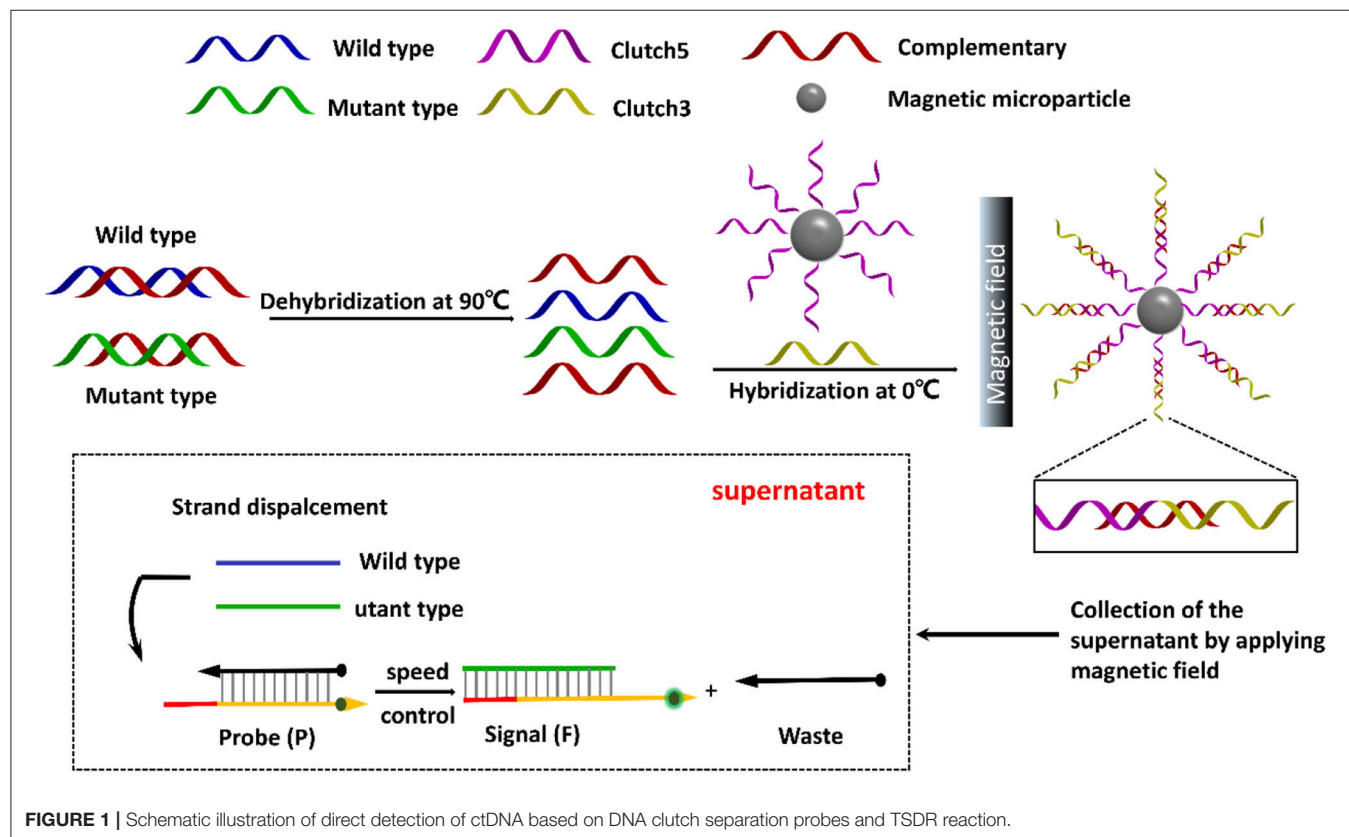 Wild type
Clutch5
Complementary
Mutant type
Clutch3
Magnetic microparticle
Wild type
Mutant type
Dehybridization at 90℃
Hybridization at 0℃
Magnetic field
supernatant
Strand dispalcement
Wild type
utant type
speed
control
+
Probe (P)
Signal (F)
Waste
Collection of the
supernatant by applying
magnetic field
FIGURE 1 | Schematic illustration of direct detection of ctDNA based on DNA clutch separation probes and TSDR reaction.